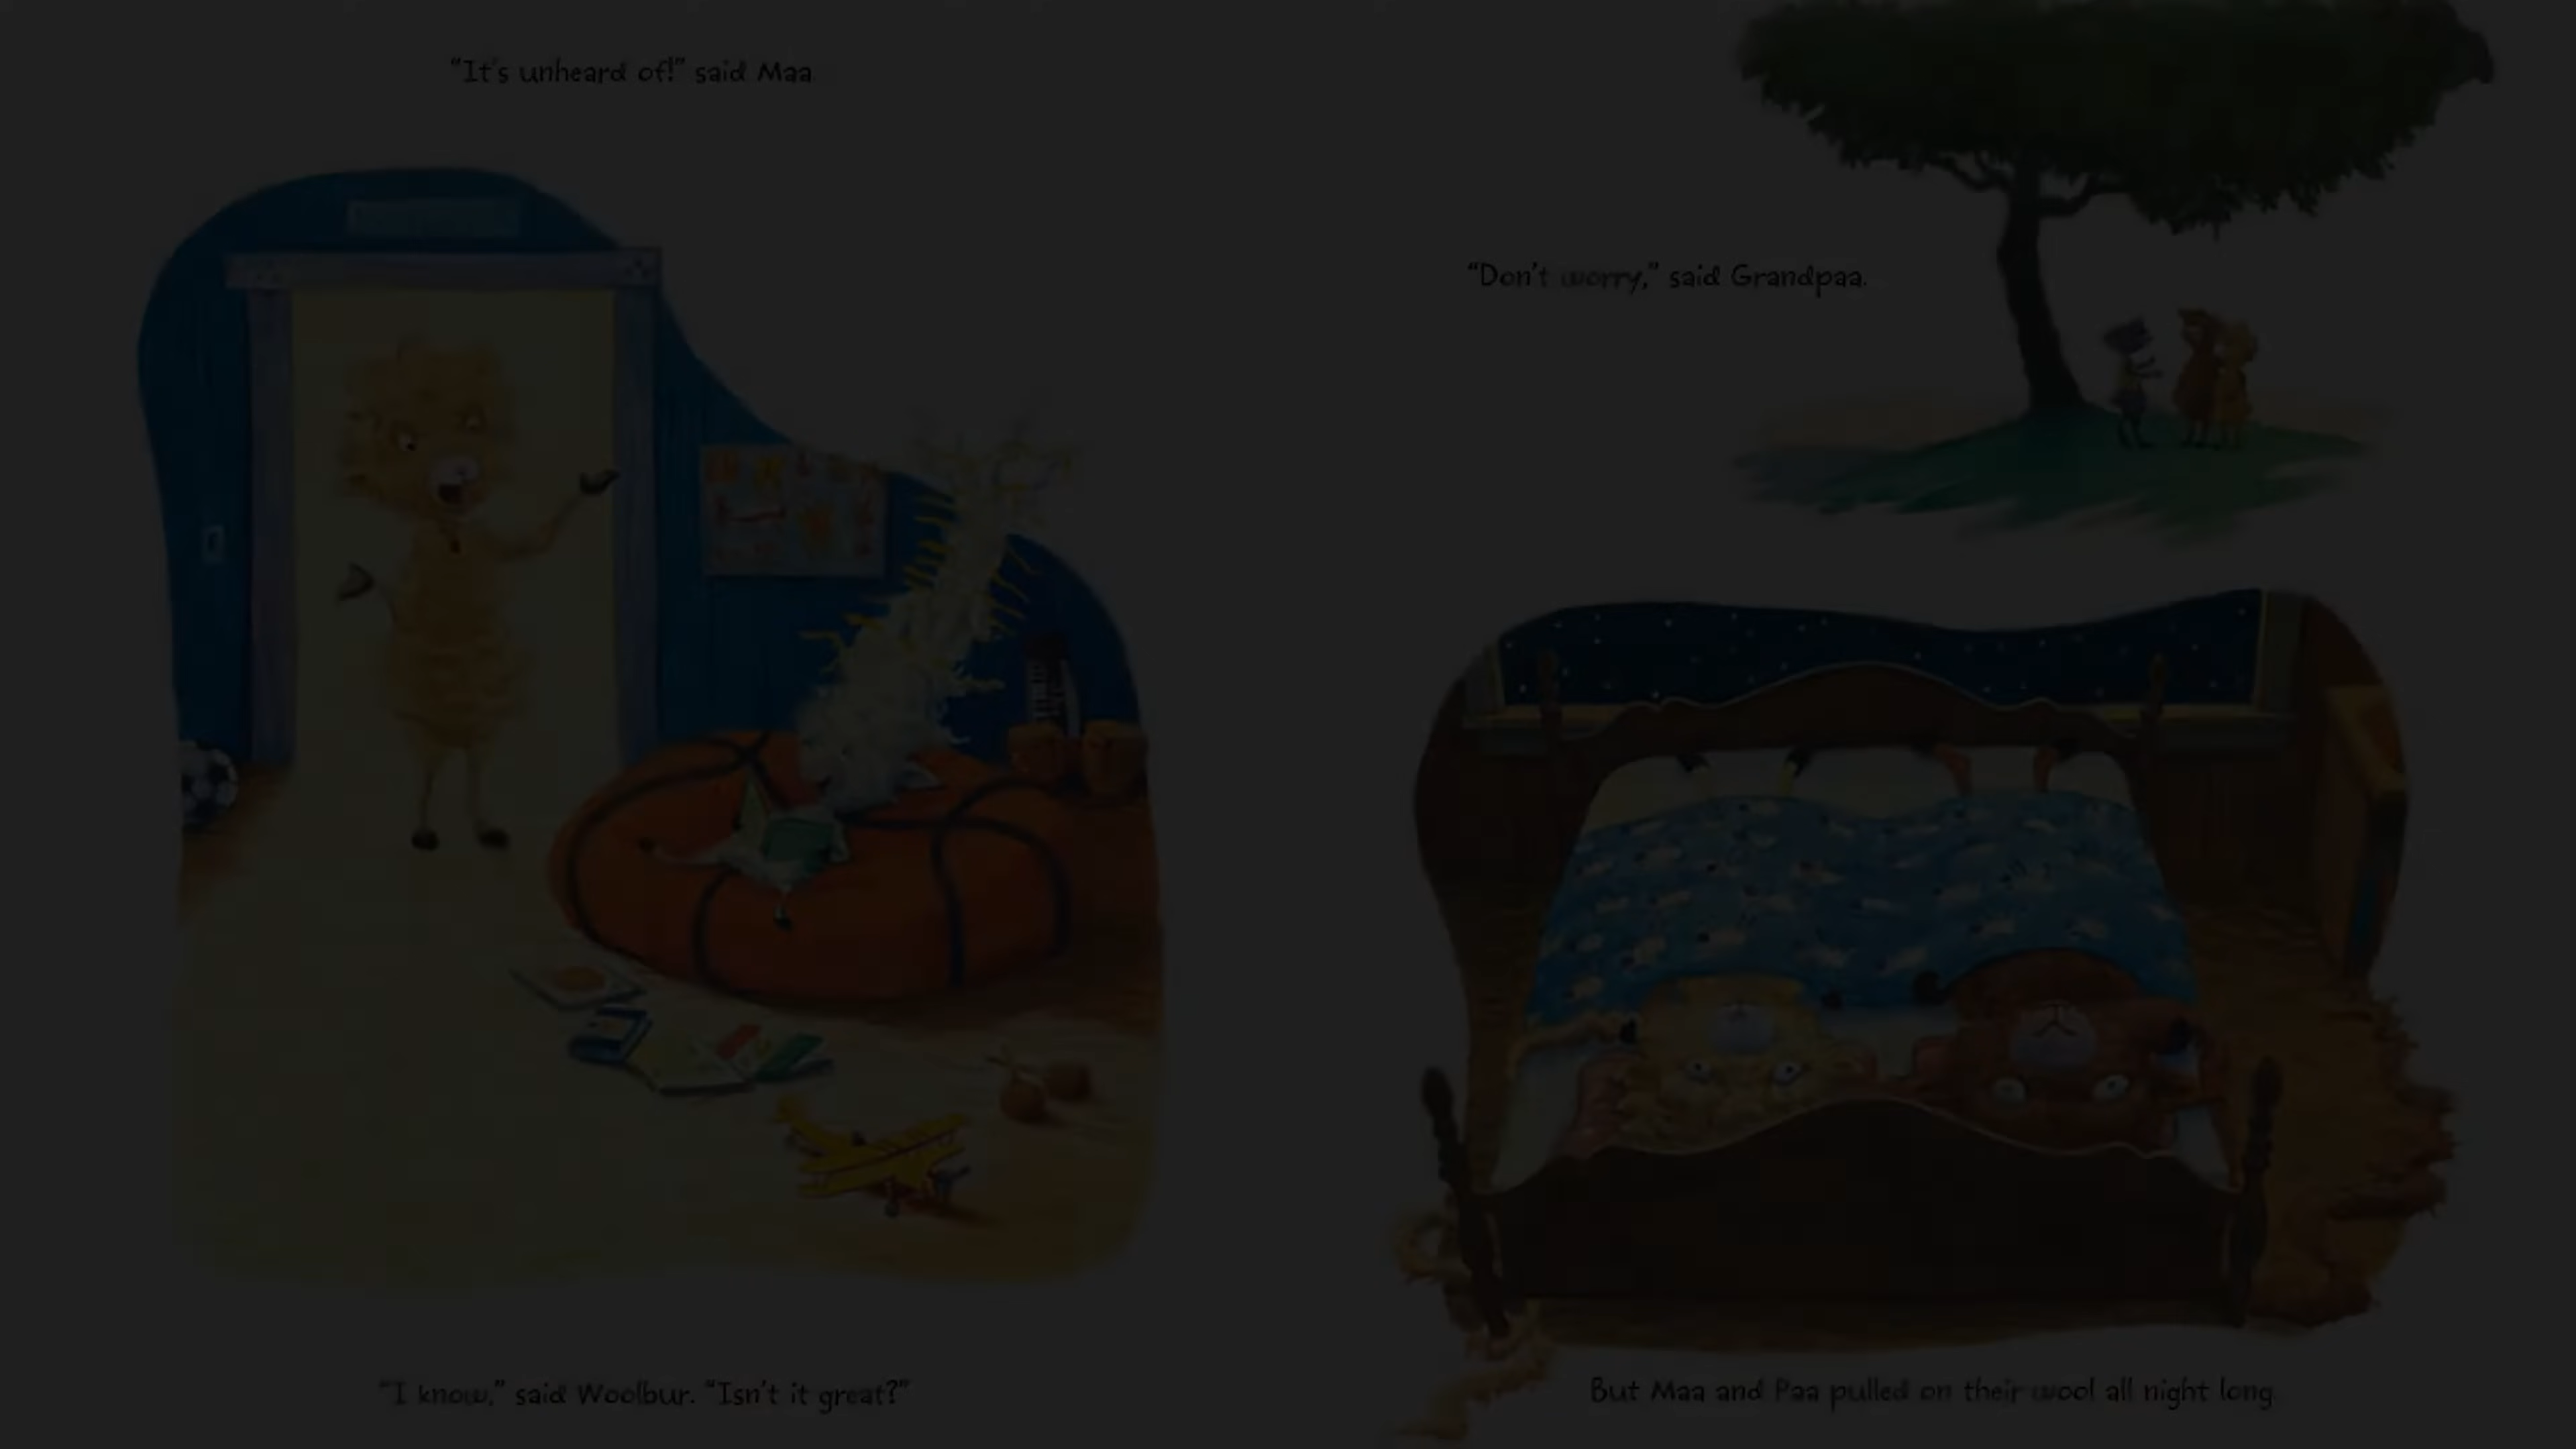 “It’s unheard of!” said Maa
“I know,” said Woolbur. “Isn’t it great?”
“Don’t worry,” said Grandpaa.
But Maa and Paa pulled on their wool all night long